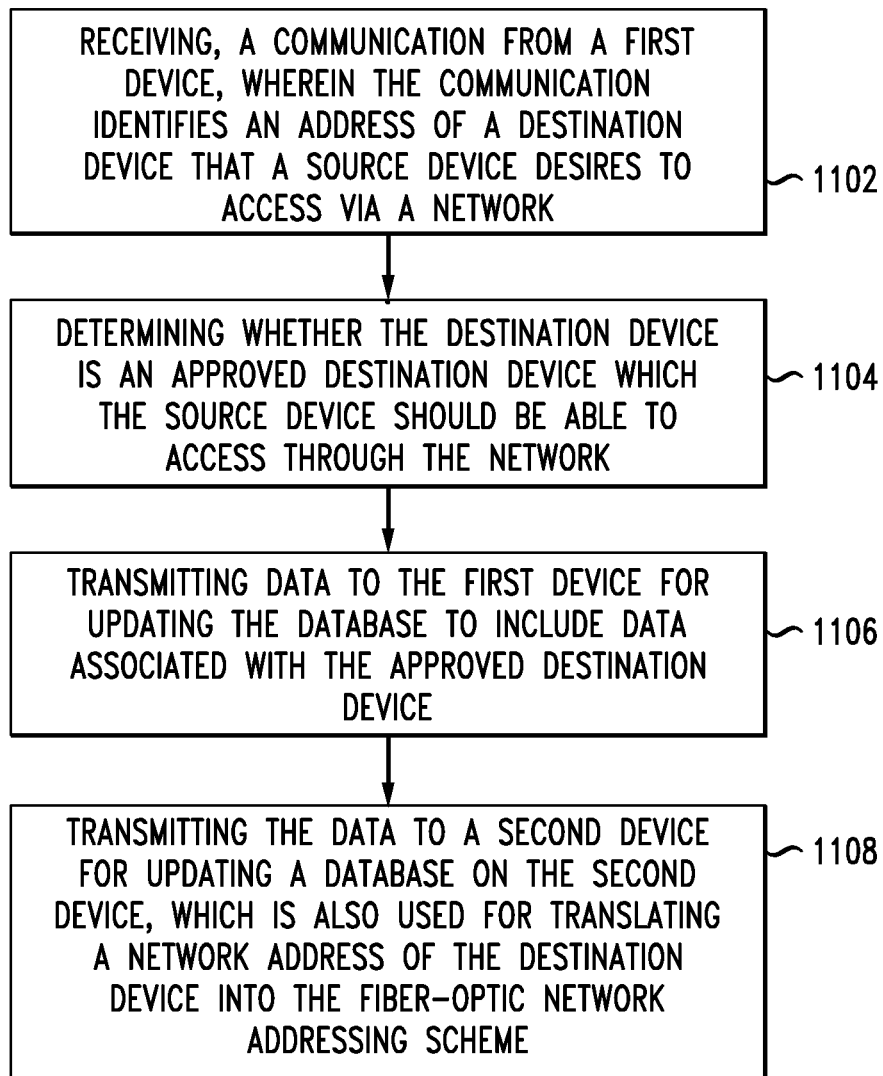 RECEIVING, A COMMUNICATION FROM A FIRST
DEVICE, WHEREIN THE COMMUNICATION
IDENTIFIES AN ADDRESS OF A DESTINATION
DEVICE THAT A SOURCE DEVICE DESIRES TO
ACCESS VIA A NETWORK
1102
DETERMINING WHETHER THE DESTINATION DEVICE
IS AN APPROVED DESTINATION DEVICE WHICH
THE SOURCE DEVICE SHOULD BE ABLE TO
ACCESS THROUGH THE NETWORK
1104
TRANSMITTING DATA TO THE FIRST DEVICE FOR
UPDATING THE DATABASE TO INCLUDE DATA
ASSOCIATED WITH THE APPROVED DESTINATION
DEVICE
1106
TRANSMITTING THE DATA TO A SECOND DEVICE
FOR UPDATING A DATABASE ON THE SECOND
DEVICE, WHICH IS ALSO USED FOR TRANSLATING
A NETWORK ADDRESS OF THE DESTINATION
DEVICE INTO THE FIBER-OPTIC NETWORK
ADDRESSING SCHEME
1108